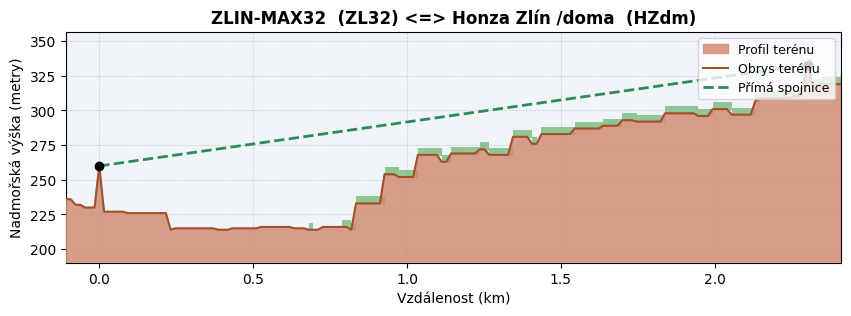 ZLIN-MAX32  (ZL32) <=> Honza Zlín /doma  (HZdm)
Nadmořská výška (metry)
350
325
300
275
250
225
200
Profil terénu
Obrys terénu
Přímá spojnice
0.0
0.5
1.0
1.5
2.0
Vzdálenost (km)